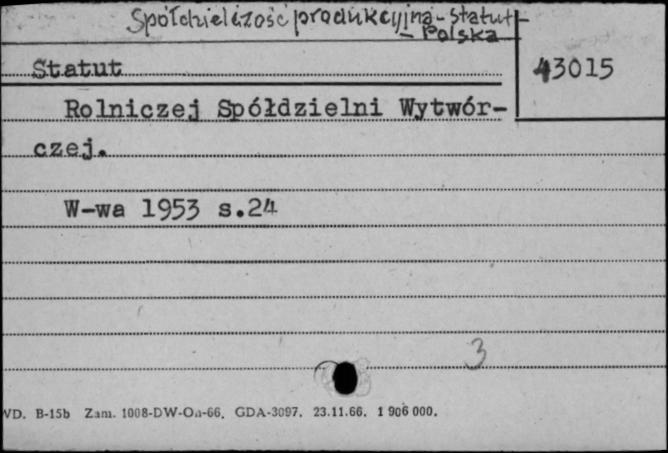 Spółdzielczość produkcyjna - statut -
- Polska
Statut
43015
Rolniczej Spółdzielni Wytwór-
czej.
W-wa 1953 s.24
3
WD. B-15b Zam. 1008-DW-Oa-66. GDA-3097. 23.11.66. 1 906 000.